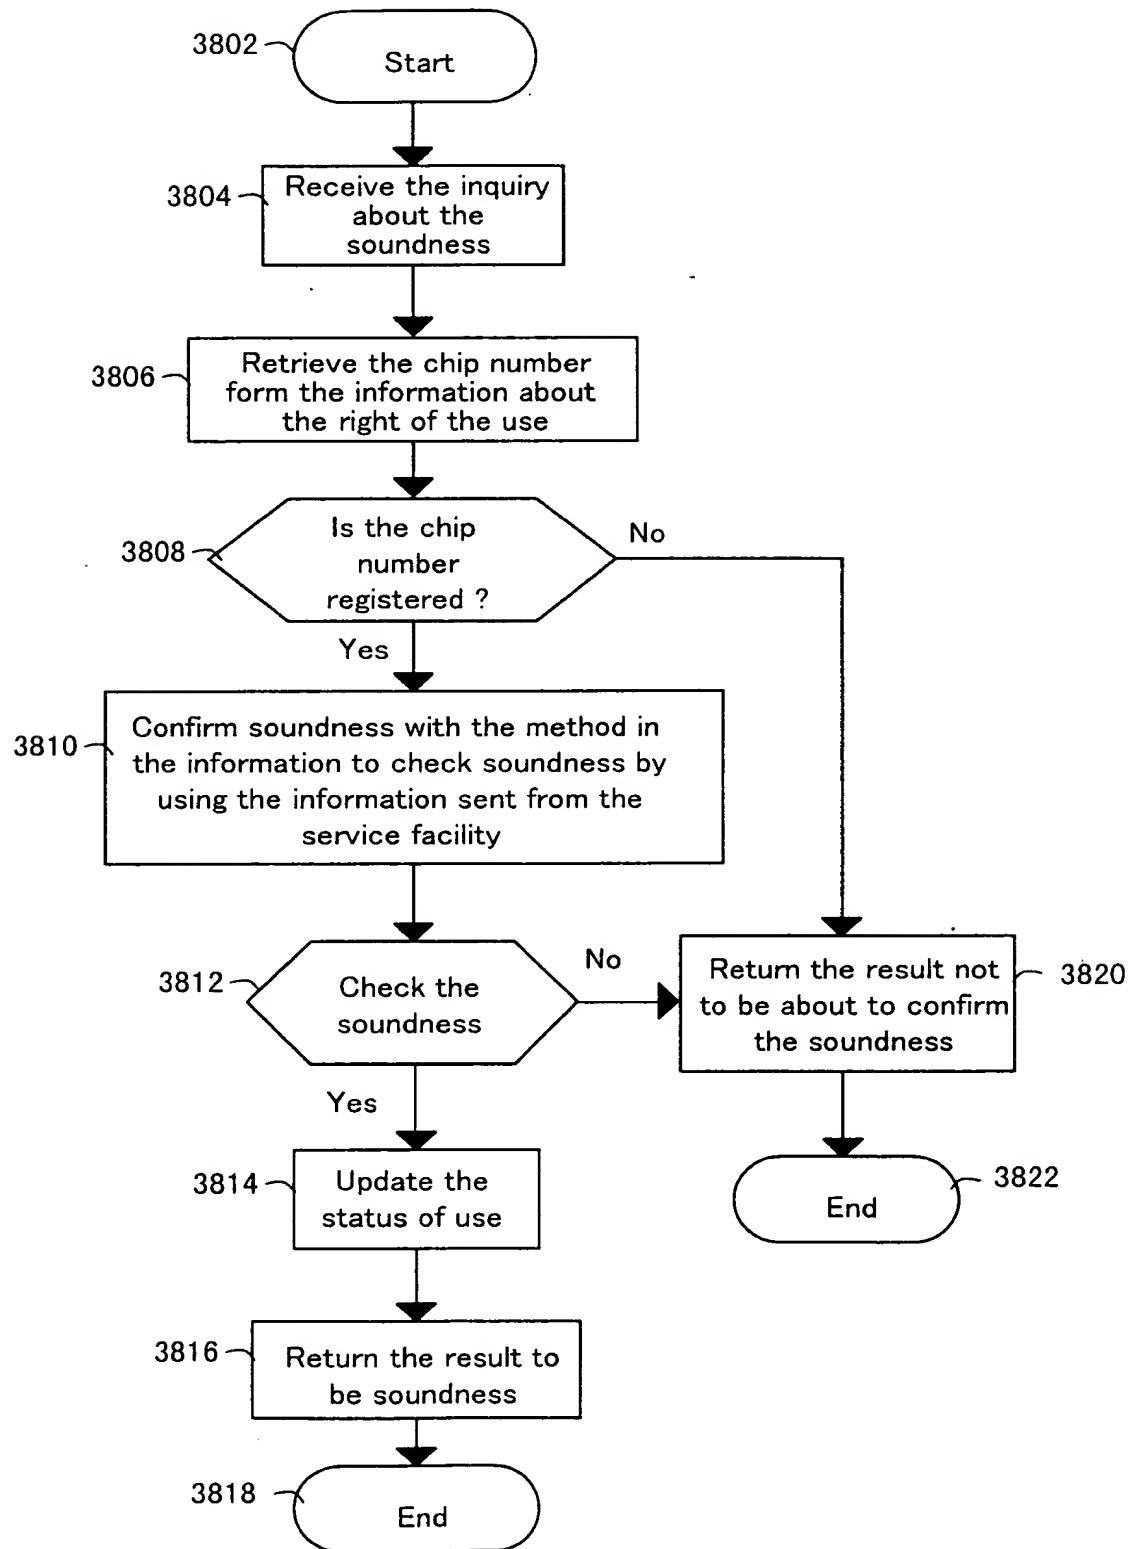 3802
Start
3804
Receive the inquiry
about the
soundness
3806
Retrieve the chip number
form the information about
the right of the use
3808
Is the chip
number
registered ?
No
Yes
3810
Confirm soundness with the method in
the information to check soundness by
using the information sent from the
service facility
3812
Check the
soundness
No
Return the result not
to be about to confirm
the soundness
3820
Yes
3814
Update the
status of use
End
3822
3816
Return the result to
be soundness
3818
End